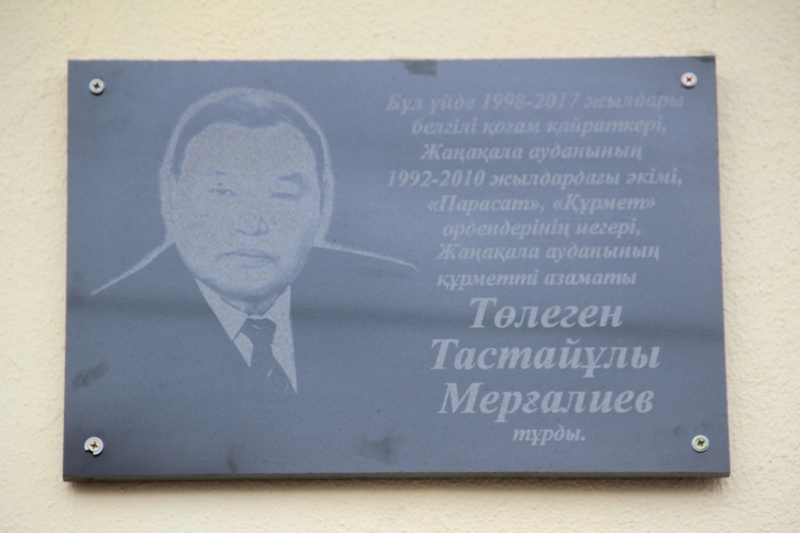 Бұл үйде 1998-2017 жылдары
белгілі қоғам қайраткері,
Жаңақала ауданының
1992-2010 жылдардағы әкімі,
«Парасат», «Құрмет»
ордендерінің иегері,
Жаңақала ауданының
құрметті азаматы
Төлеген
Тастайұлы
Мерғалиев
тұрды.